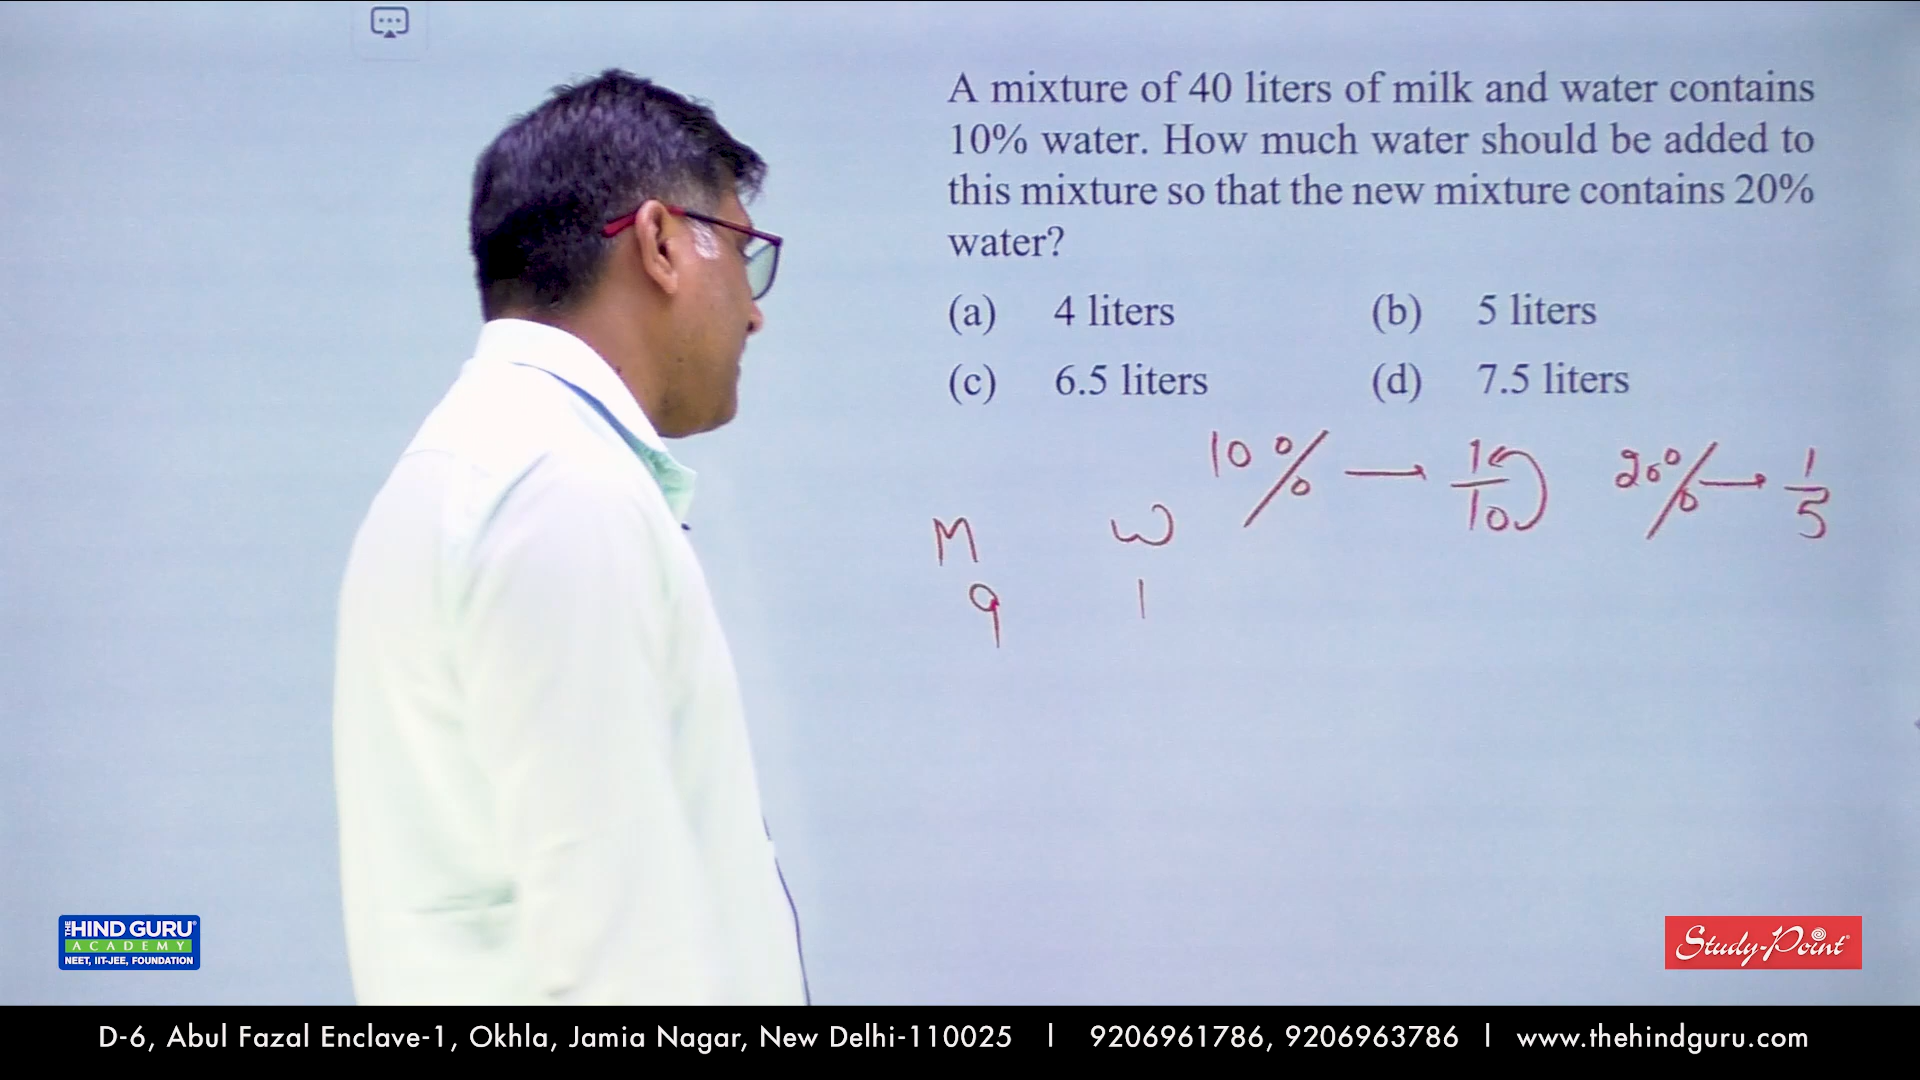 A mixture of 40 liters of milk and water contains
10% water. How much water should be added to
this mixture so that the new mixture contains 20%
water?
(a) 4 liters (b) 5 liters
(c) 6.5 liters (d) 7.5 liters
10% → 1/10 20% → 1/5
M W
9 1
THE HIND GURU
ACADEMY
NEET, IIT-JEE, FOUNDATION
Study-Point
D-6, Abul Fazal Enclave-1, Okhla, Jamia Nagar, New Delhi-110025 | 9206961786, 9206963786 | www.thehindguru.com